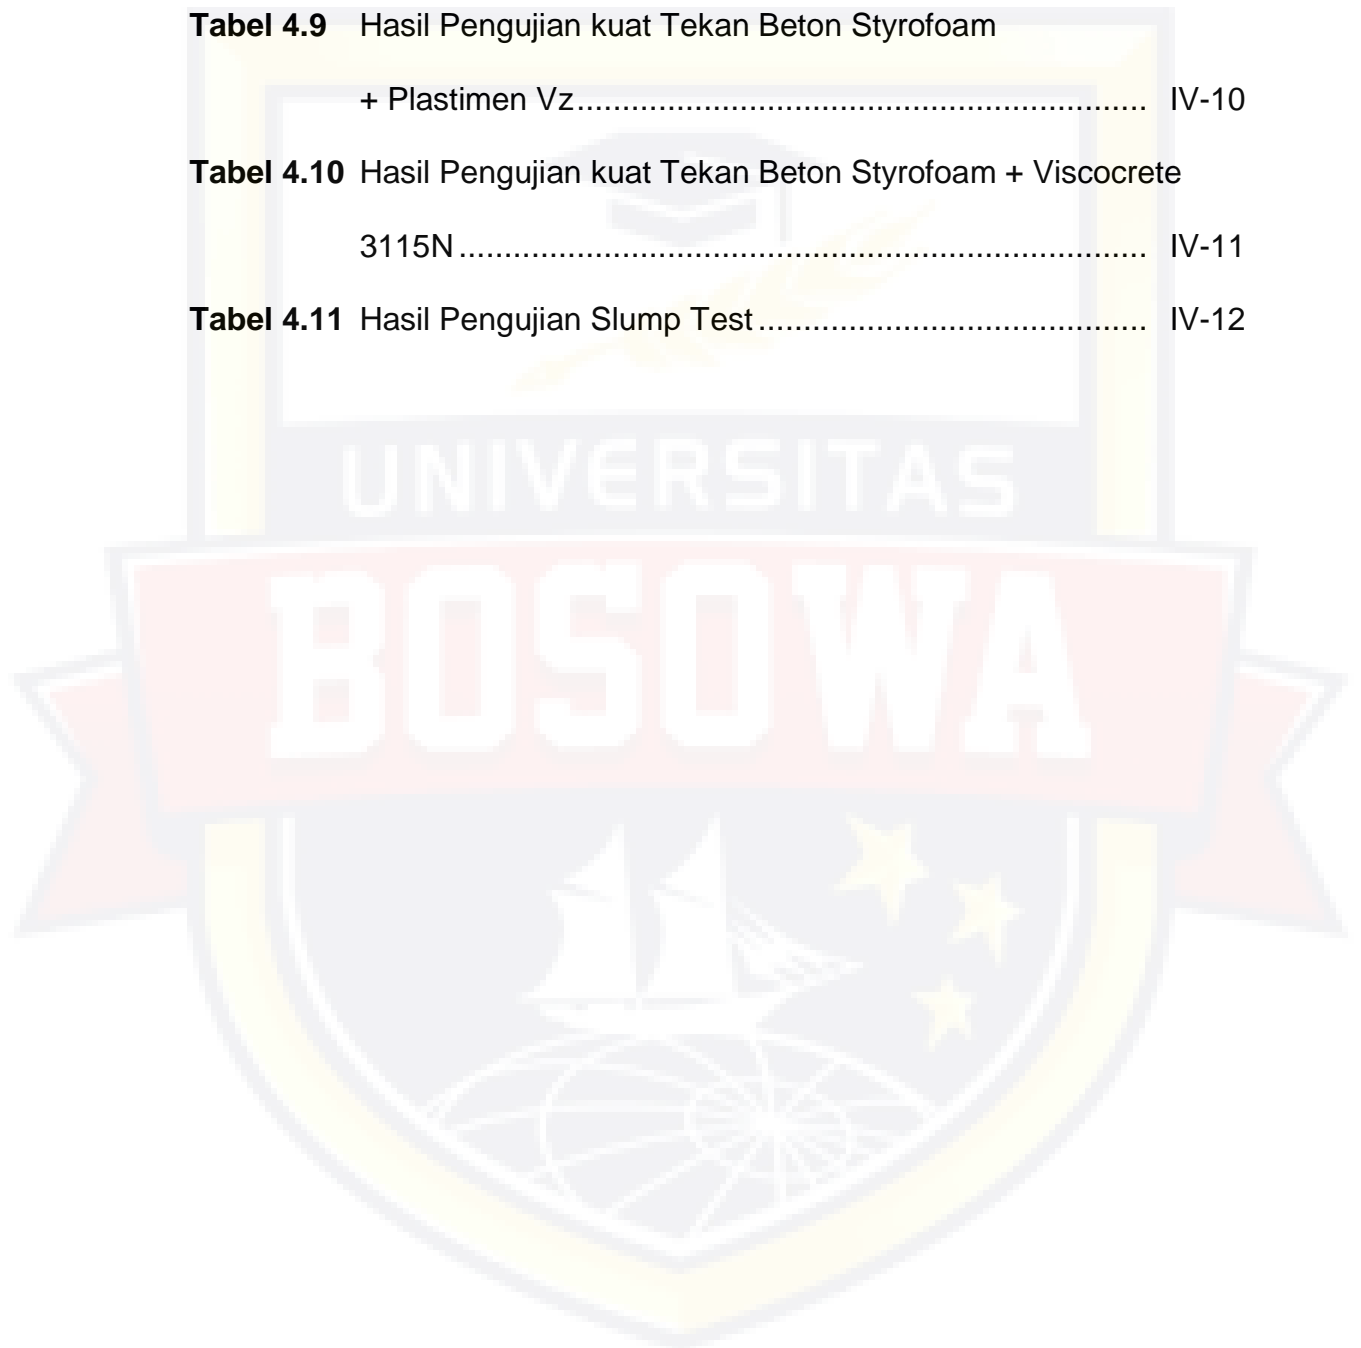 Tabel 4.9 Hasil Pengujian kuat Tekan Beton Styrofoam
+ Plastimen Vz............................................................... IV-10
Tabel 4.10 Hasil Pengujian kuat Tekan Beton Styrofoam + Viscocrete
3115N............................................................................ IV-11
Tabel 4.11 Hasil Pengujian Slump Test........................................... IV-12
UNIVERSITAS
BOSOWA